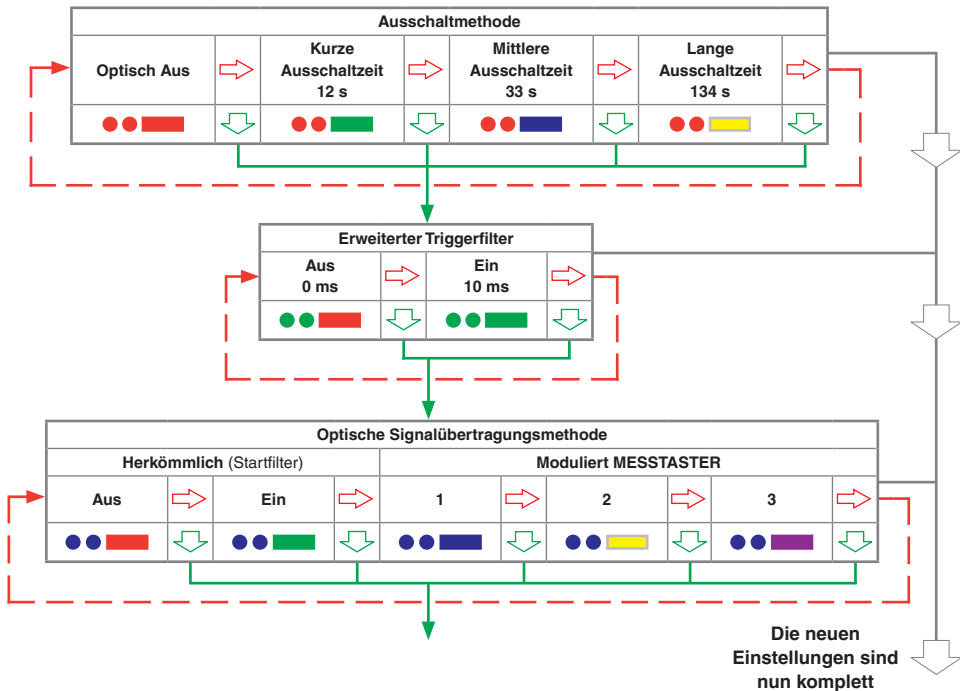 Ausschaltmethode
Optisch Aus
Kurze
Ausschaltzeit
12 s
Mittlere
Ausschaltzeit
33 s
Lange
Ausschaltzeit
134 s
Erweiterter Triggerfilter
Aus
0 ms
Ein
10 ms
Optische Signalübertragungsmethode
Herkömmlich (Startfilter)
Moduliert MESSTASTER
Aus
Ein
1
2
3
Die neuen
Einstellungen sind
nun komplett